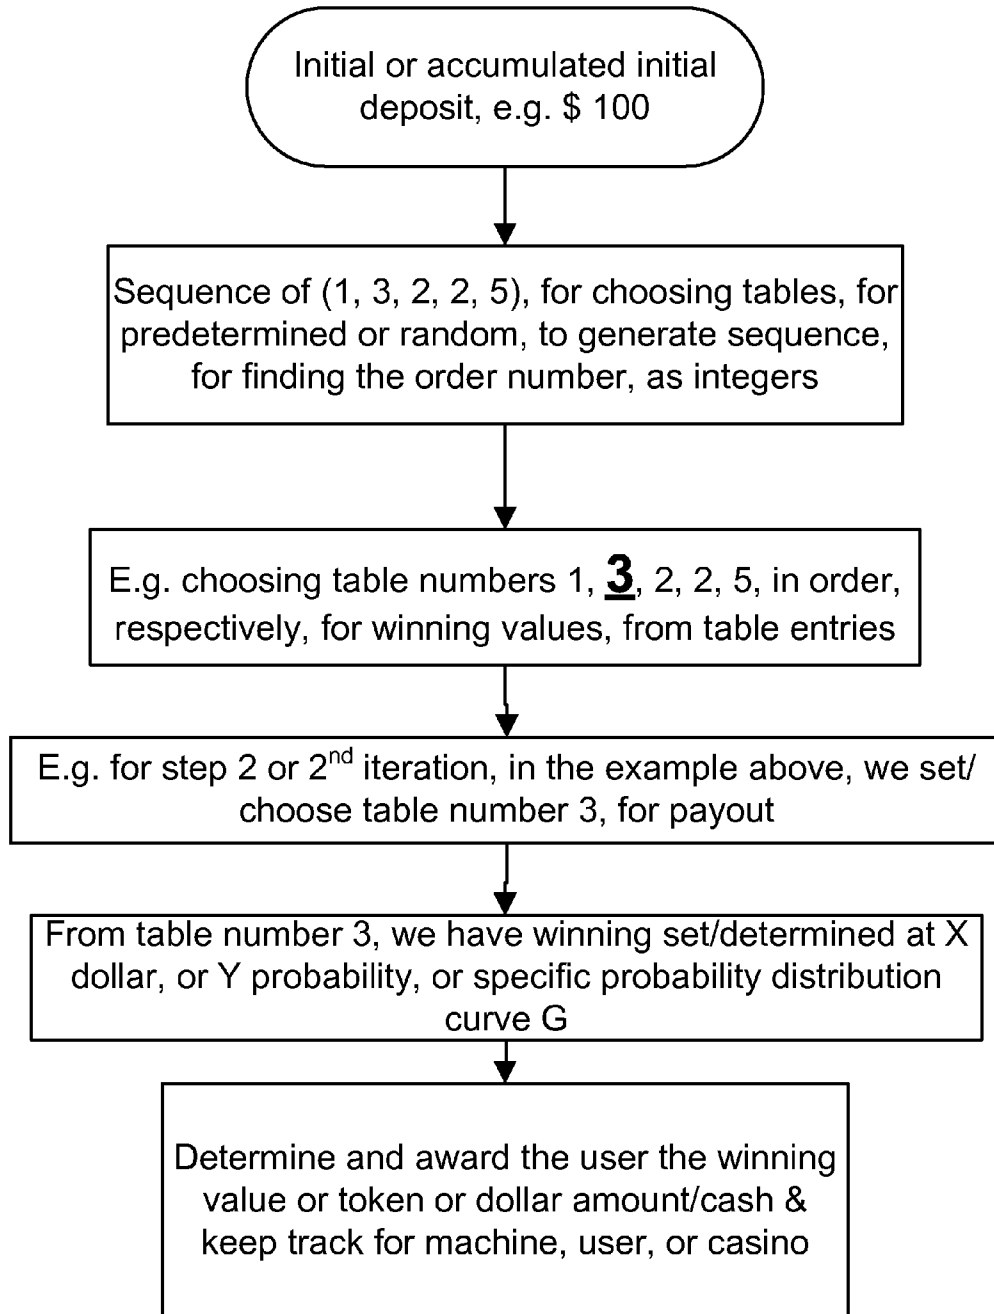 Initial or accumulated initial
deposit, e.g. $ 100
Sequence of (1, 3, 2, 2, 5), for choosing tables, for
predetermined or random, to generate sequence,
for finding the order number, as integers
E.g. choosing table numbers 1, 3, 2, 2, 5, in order,
respectively, for winning values, from table entries
E.g. for step 2 or 2nd iteration, in the example above, we set/
choose table number 3, for payout
From table number 3, we have winning set/determined at X
dollar, or Y probability, or specific probability distribution
curve G
Determine and award the user the winning
value or token or dollar amount/cash &
keep track for machine, user, or casino